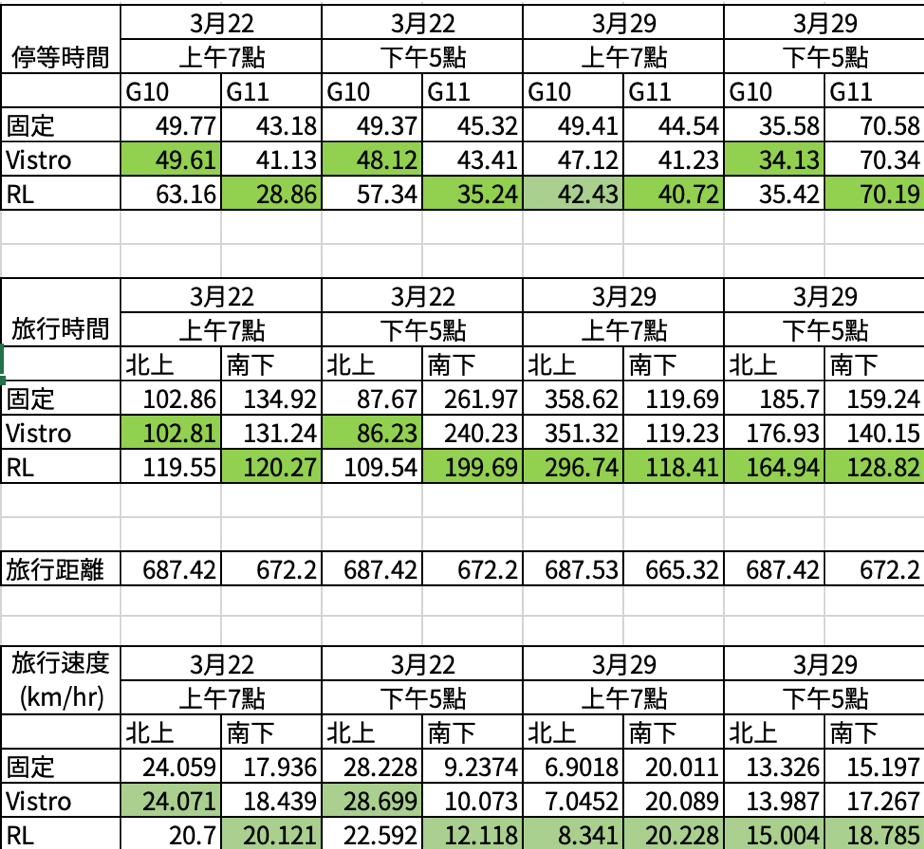 3月22 3月22 3月29 3月29
停等時間 上午7點 下午5點 上午7點 下午5點
G10 G11 G10 G11 G10 G11 G10 G11
固定 49.77 43.18 49.37 45.32 49.41 44.54 35.58 70.58
Vistro 49.61 41.13 48.12 43.41 47.12 41.23 34.13 70.34
RL 63.16 28.86 57.34 35.24 42.43 40.72 35.42 70.19
3月22 3月22 3月29 3月29
旅行時間 上午7點 下午5點 上午7點 下午5點
北上 南下 北上 南下 北上 南下 北上 南下
固定 102.86 134.92 87.67 261.97 358.62 119.69 185.7 159.24
Vistro 102.81 131.24 86.23 240.23 351.32 119.23 176.93 140.15
RL 119.55 120.27 109.54 199.69 296.74 118.41 164.94 128.82
旅行距離 687.42 672.2 687.42 672.2 687.53 665.32 687.42 672.2
旅行速度 3月22 3月22 3月29 3月29
(km/hr) 上午7點 下午5點 上午7點 下午5點
北上 南下 北上 南下 北上 南下 北上 南下
固定 24.059 17.936 28.228 9.2374 6.9018 20.011 13.326 15.197
Vistro 24.071 18.439 28.699 10.073 7.0452 20.089 13.987 17.267
RL 20.7 20.121 22.592 12.118 8.341 20.228 15.004 18.785